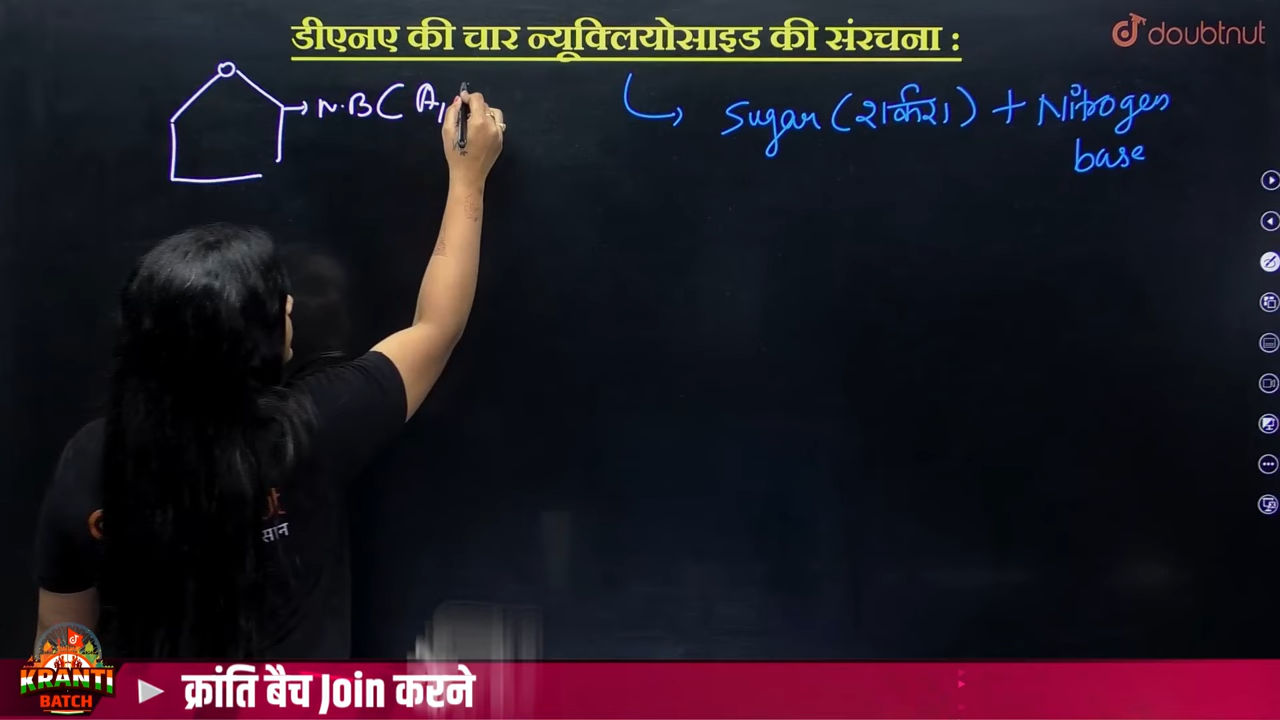 डीएनए की चार न्यूक्लियोसाइड की संरचना :
doubtnut
O
N.B ( A,
Sugar (शर्करा) + Nitrogen
base
सान
KRANTI
BATCH
क्रांति बैच Join करने